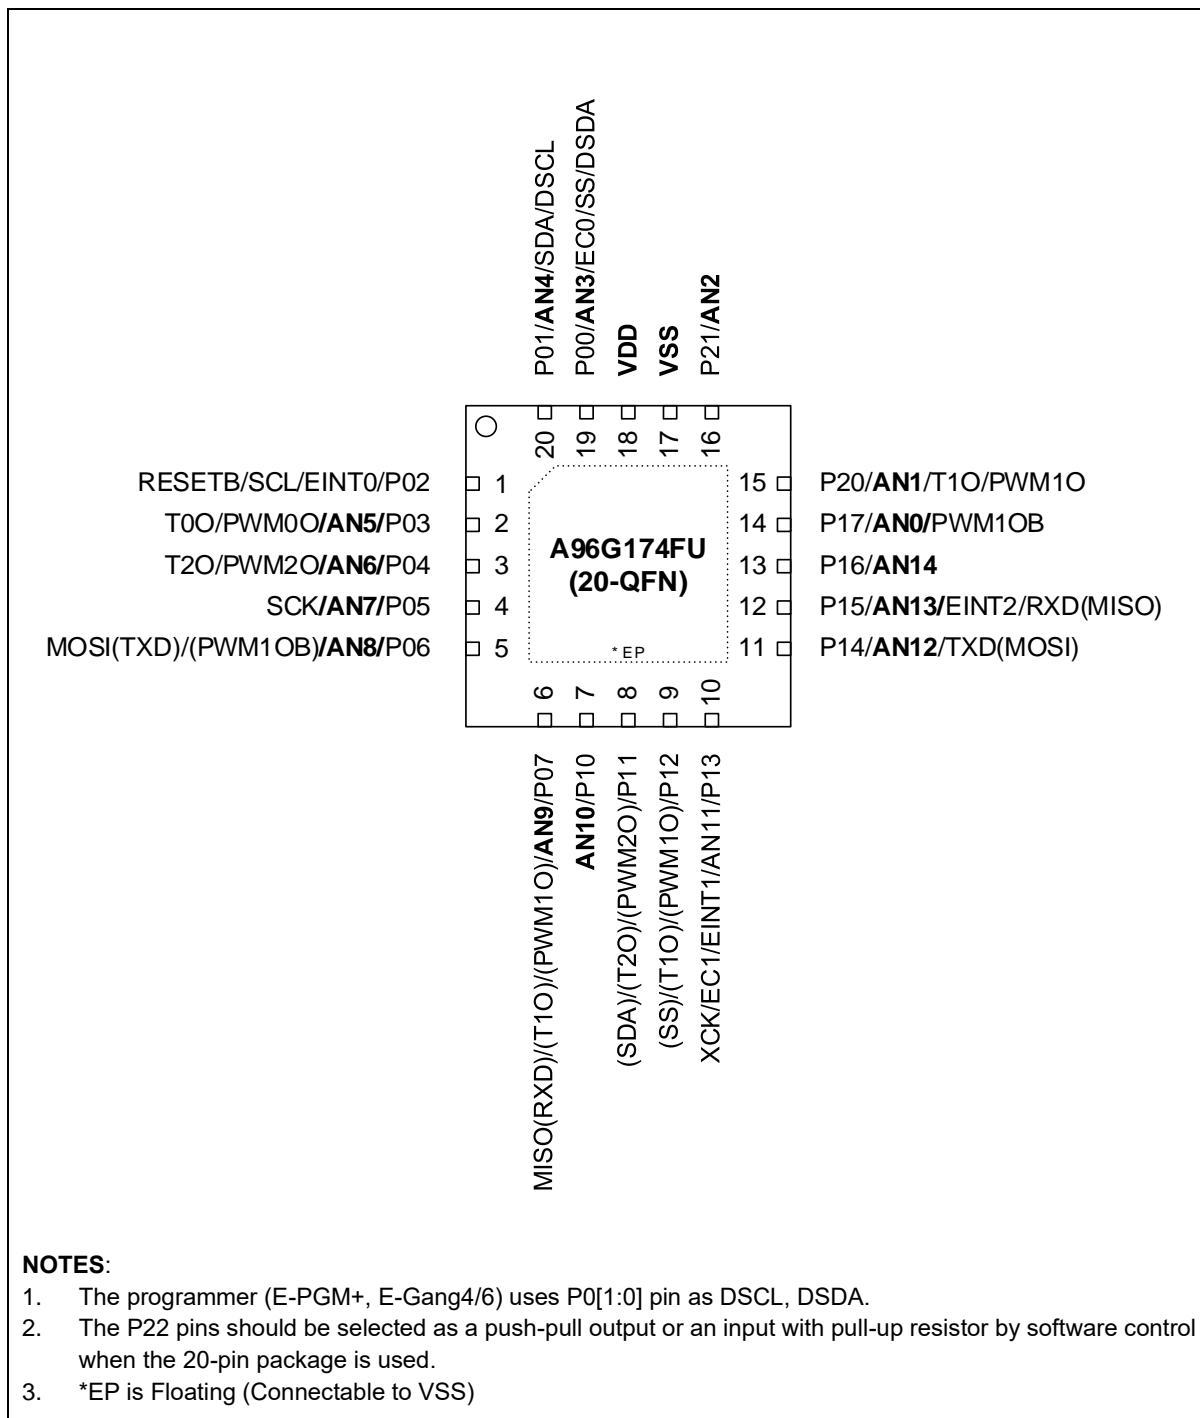 P01/AN4/SDA/DSCL
P00/AN3/EC0/SS/DSDA
VDD
VSS
P21/AN2
20 19 18 17 16
RESETB/SCL/EINT0/P02 1
T0O/PWM0O/AN5/P03 2
T2O/PWM2O/AN6/P04 3
SCK/AN7/P05 4
MOSI(TXD)/(PWM1OB)/AN8/P06 5
A96G174FU
(20-QFN)
*EP
15 P20/AN1/T1O/PWM1O
14 P17/AN0/PWM1OB
13 P16/AN14
12 P15/AN13/EINT2/RXD(MISO)
11 P14/AN12/TXD(MOSI)
6 7 8 9 10
MISO(RXD)/(T1O)/(PWM1O)/AN9/P07
AN10/P10
(SDA)/(T2O)/(PWM2O)/P11
(SS)/(T1O)/(PWM1O)/P12
XCK/EC1/EINT1/AN11/P13
NOTES:
1. The programmer (E-PGM+, E-Gang4/6) uses P0[1:0] pin as DSCL, DSDA.
2. The P22 pins should be selected as a push-pull output or an input with pull-up resistor by software control
when the 20-pin package is used.
3. *EP is Floating (Connectable to VSS)